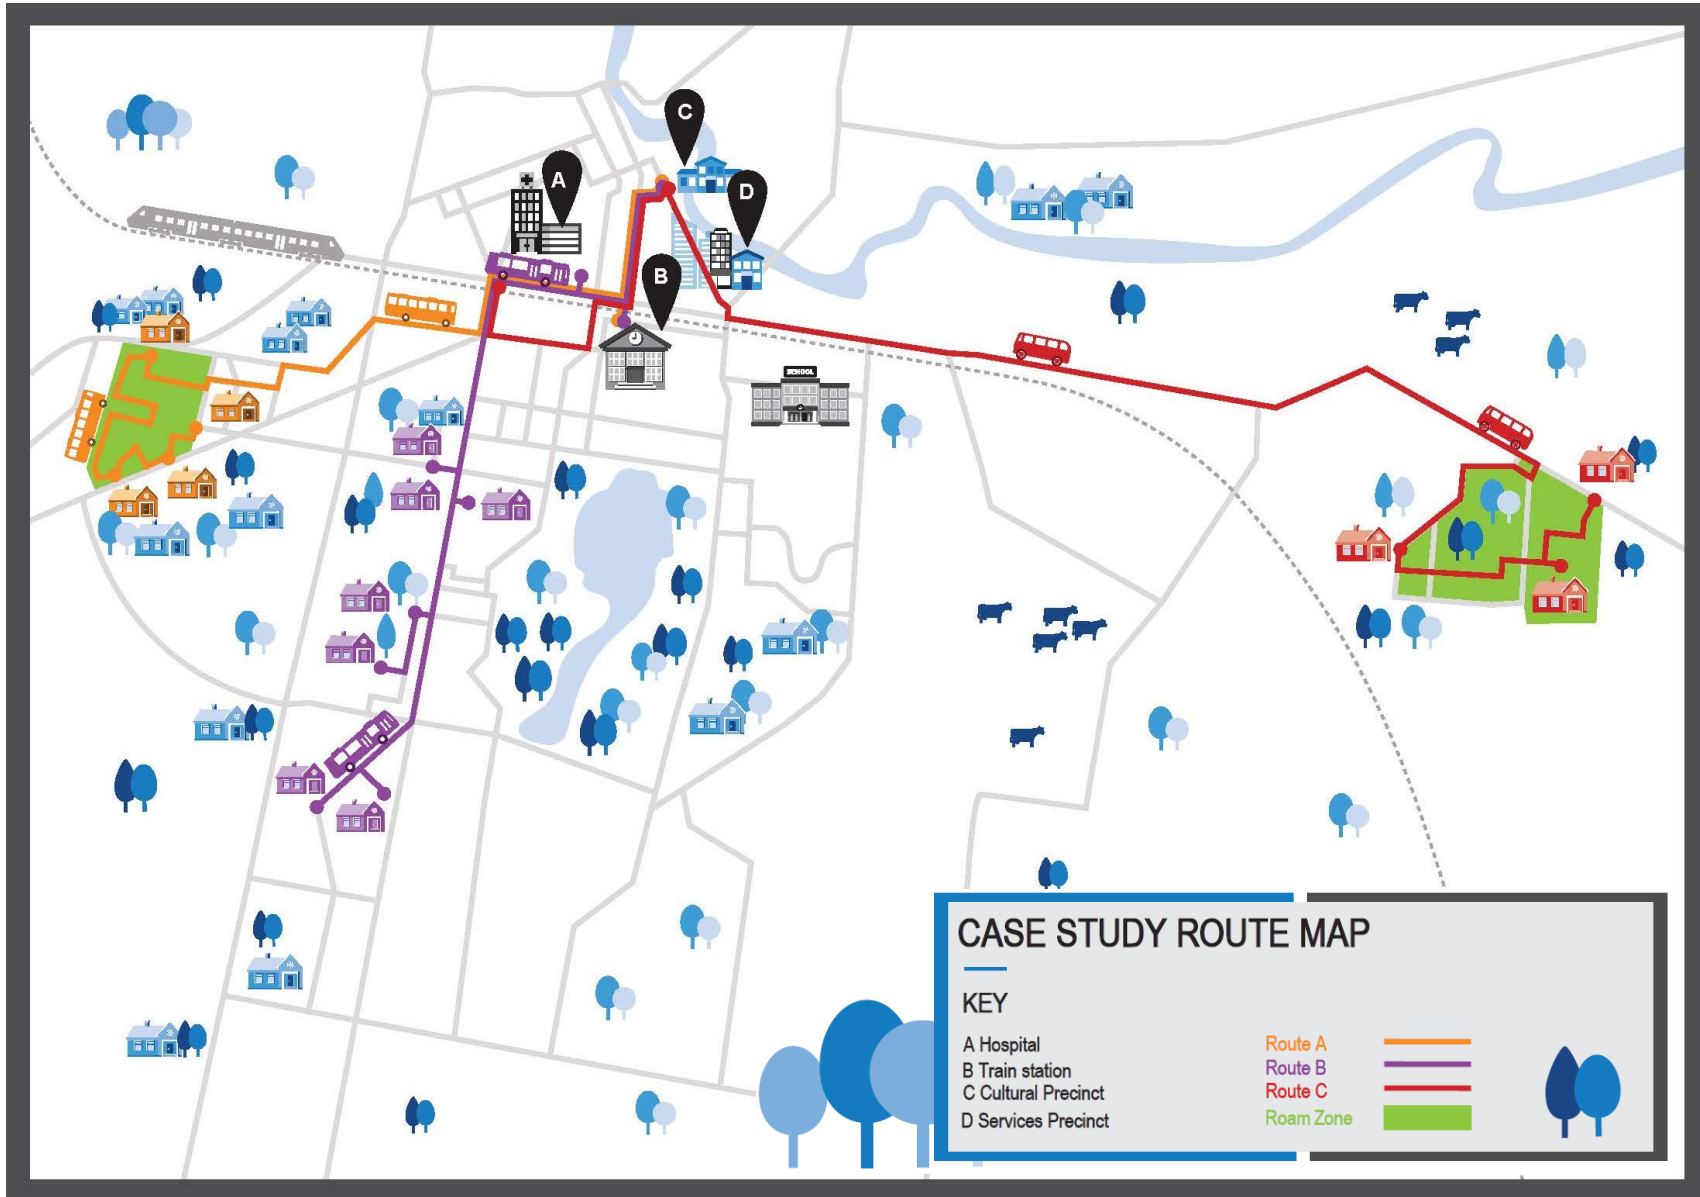 C
A
D
B
SCHOOL
CASE STUDY ROUTE MAP
KEY
A Hospital
B Train station
C Cultural Precinct
D Services Precinct
Route A
Route B
Route C
Roam Zone